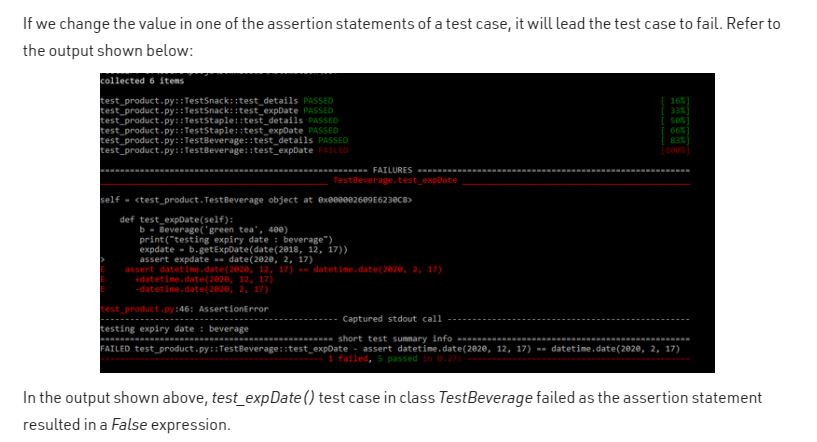 If we change the value in one of the assertion statements of a test case, it will lead the test case to fail. Refer to
the output shown below:
collected 6 items
test_product.py::TestSnack::test_details PASSED [ 16%]
test_product.py::TestSnack::test_expDate PASSED [ 33%]
test_product.py::TestStaple::test_details PASSED [ 50%]
test_product.py::TestStaple::test_expDate PASSED [ 66%]
test_product.py::TestBeverage::test_details PASSED [ 83%]
test_product.py::TestBeverage::test_expDate FAILED [100%]
FAILURES
TestBeverage.test_expDate
self = <test_product.TestBeverage object at 0x000002609E6230C8>
def test_expDate(self):
b = Beverage('green tea', 400)
print("testing expiry date : beverage")
expdate = b.getExpDate(date(2018, 12, 17))
> assert expdate == date(2020, 2, 17)
E assert datetime.date(2020, 12, 17) == datetime.date(2020, 2, 17)
E +datetime.date(2020, 12, 17)
E -datetime.date(2020, 2, 17)
test_product.py:46: AssertionError
Captured stdout call
testing expiry date : beverage
short test summary info
FAILED test_product.py::TestBeverage::test_expDate - assert datetime.date(2020, 12, 17) == datetime.date(2020, 2, 17)
1 failed, 5 passed in
In the output shown above, test_expDate() test case in class TestBeverage failed as the assertion statement
resulted in a False expression.